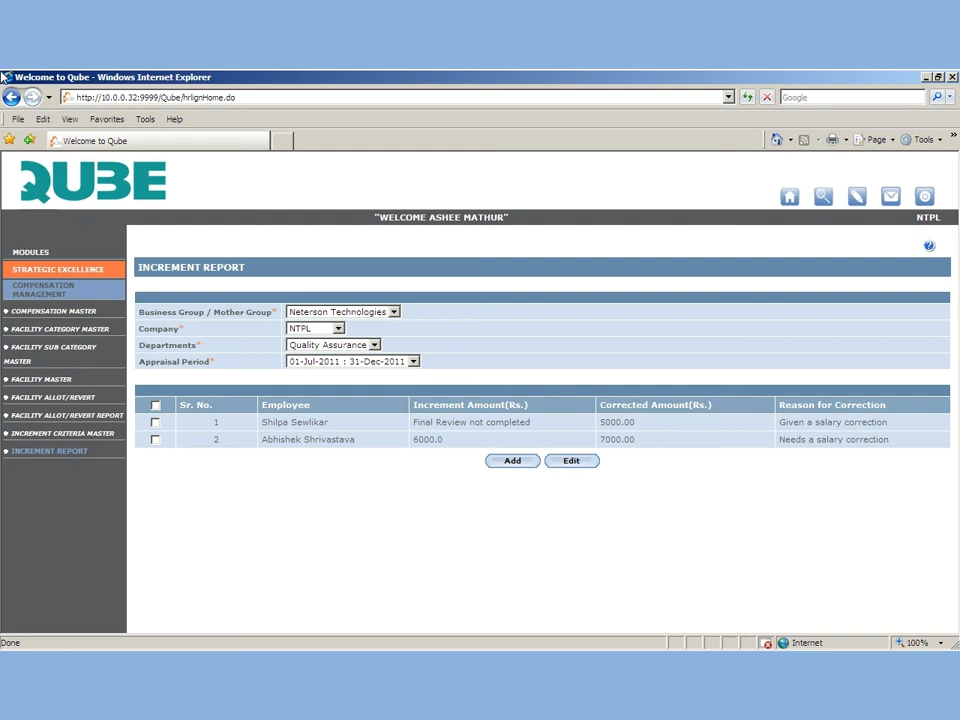 Welcome to Qube - Windows Internet Explorer
http://10.0.0.32:9999/Qube/hrlignHome.do
Google
File Edit View Favorites Tools Help
Welcome to Qube
Page Tools »
QUBE
"WELCOME ASHEE MATHUR"
NTPL
MODULES
STRATEGIC EXCELLENCE
COMPENSATION
MANAGEMENT
COMPENSATION MASTER
FACILITY CATEGORY MASTER
FACILITY SUB CATEGORY
MASTER
FACILITY MASTER
FACILITY ALLOT/REVERT
FACILITY ALLOT/REVERT REPORT
INCREMENT CRITERIA MASTER
INCREMENT REPORT
?
INCREMENT REPORT
Business Group / Mother Group* Neterson Technologies
Company* NTPL
Departments* Quality Assurance
Appraisal Period* 01-Jul-2011 : 31-Dec-2011
Sr. No. Employee Increment Amount(Rs.) Corrected Amount(Rs.) Reason for Correction
1 Shilpa Sewlikar Final Review not completed 5000.00 Given a salary correction
2 Abhishek Shrivastava 6000.0 7000.00 Needs a salary correction
Add Edit
Done
Internet
100%